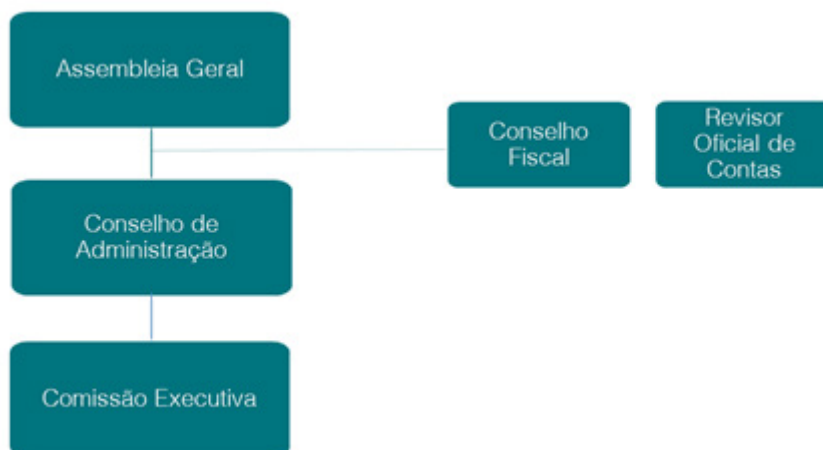 Assembleia Geral
Conselho
Fiscal
Revisor
Oficial de
Contas
Conselho de
Administração
Comissão Executiva